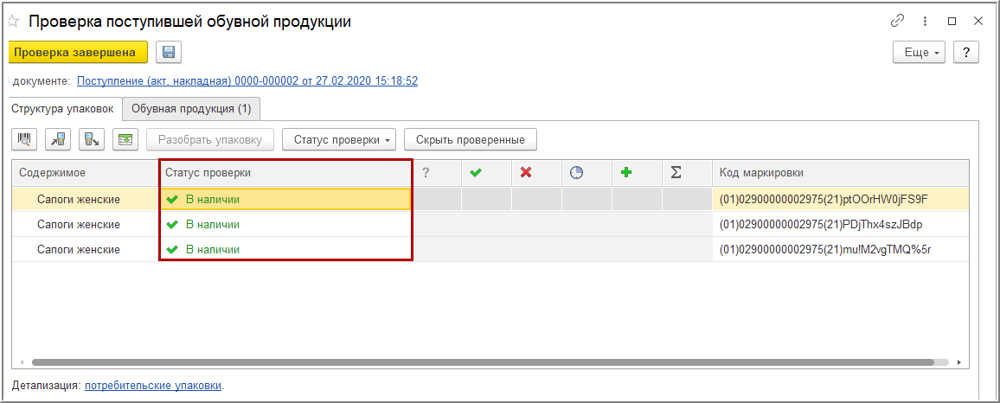 Проверка поступившей обувной продукции
Проверка завершена
Еще
?
документе: Поступление (акт, накладная) 0000-000002 от 27.02.2020 15:18:52
Структура упаковок Обувная продукция (1)
Разобрать упаковку Статус проверки Скрыть проверенные
Содержимое Статус проверки ? Σ Код маркировки
Сапоги женские В наличии (01)02900000002975(21)ptOOrHW0jFS9F
Сапоги женские В наличии (01)02900000002975(21)PDjThx4szJBdp
Сапоги женские В наличии (01)02900000002975(21)mu!M2vgTMQ%5r
Детализация: потребительские упаковки.